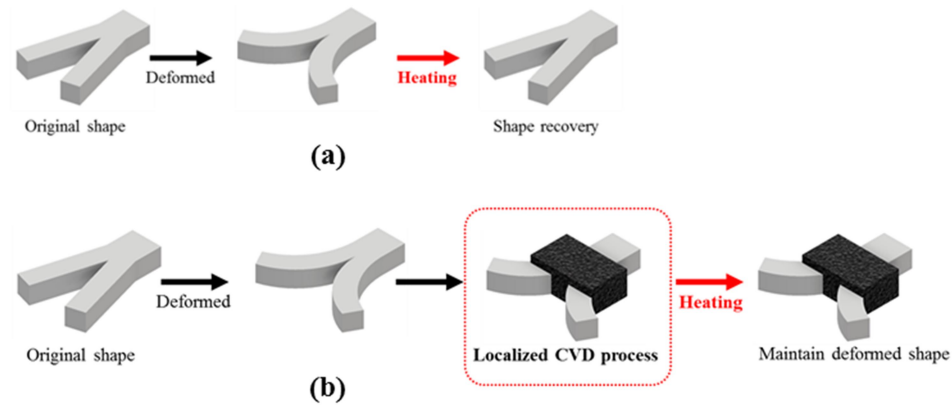 Deformed
Heating
Original shape
Shape recovery
(a)
Deformed
Heating
Original shape
Localized CVD process
Maintain deformed shape
(b)